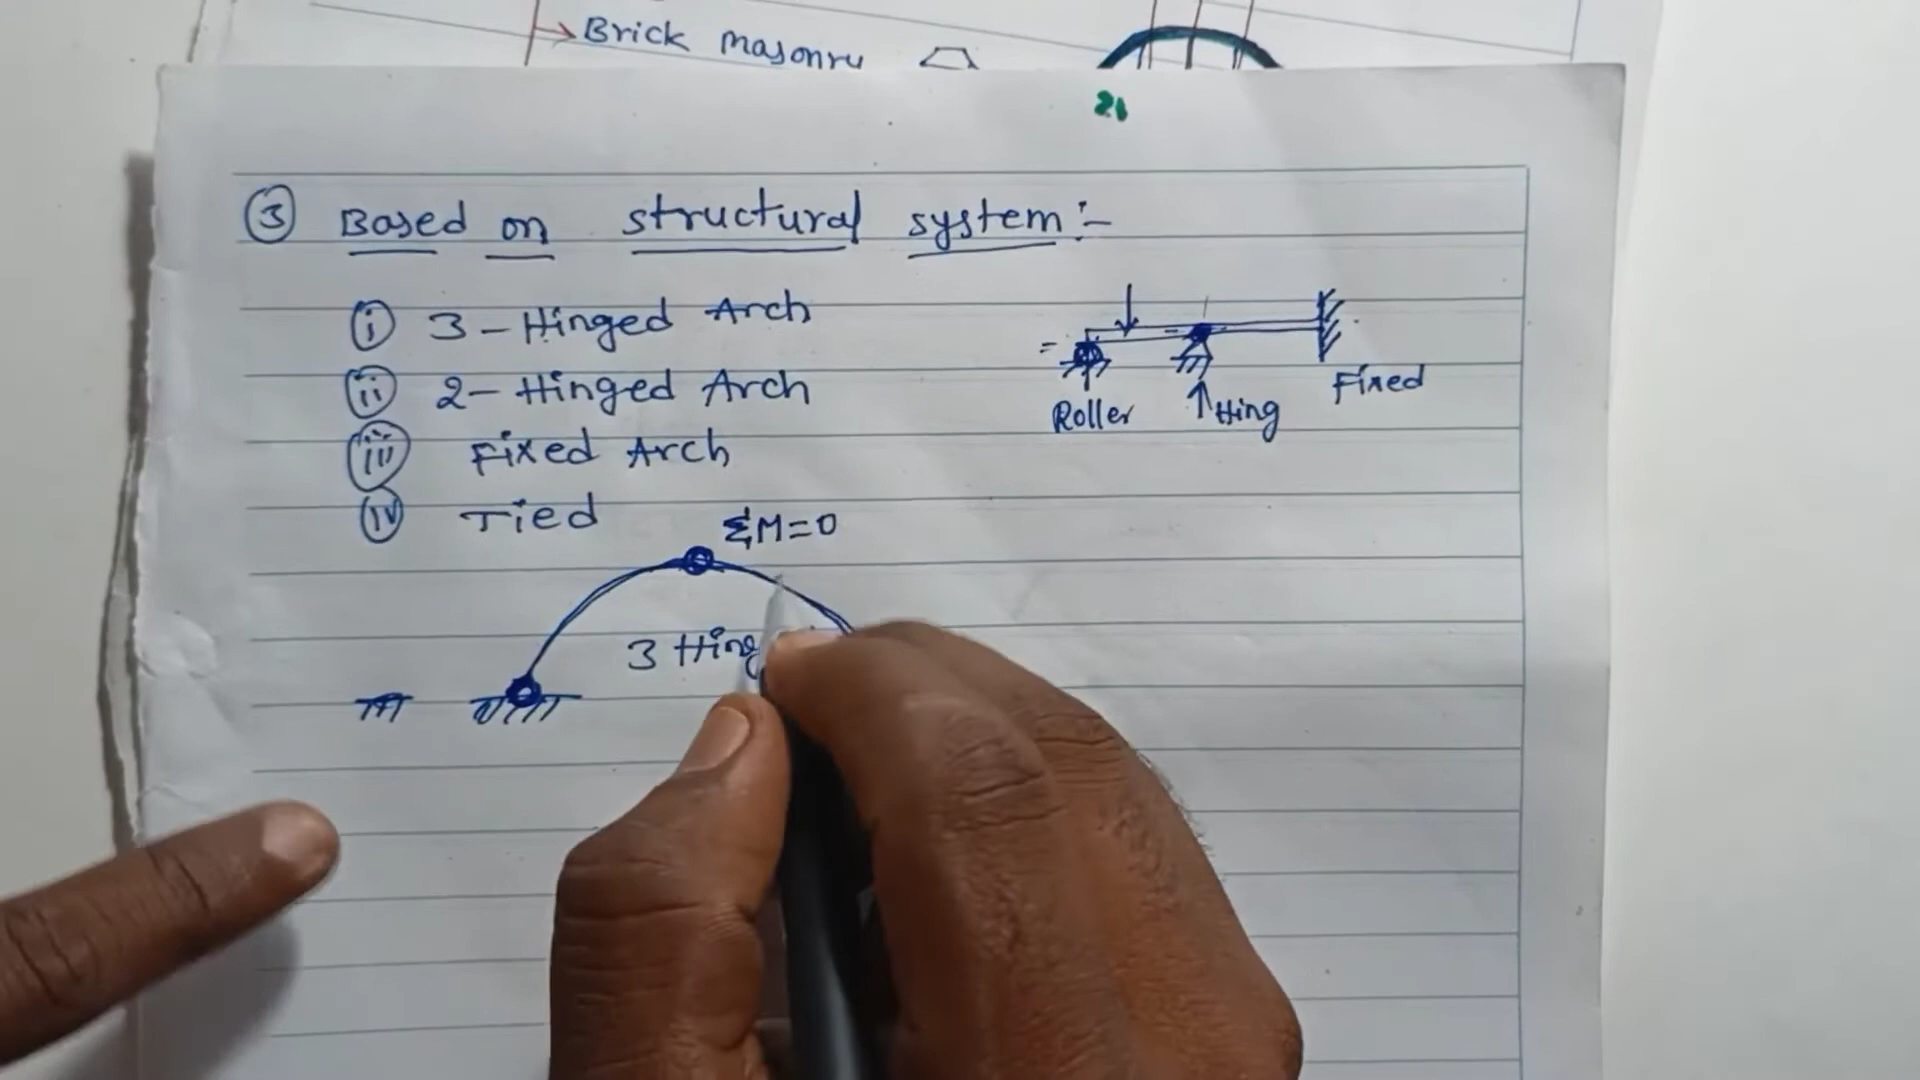 Brick masonry
21
③ Based on structural system :-
(i) 3-Hinged Arch
(ii) 2-Hinged Arch
(iii) Fixed Arch
(iv) Tied
Roller
Hing
Fixed
ΣM=0
3 Hing